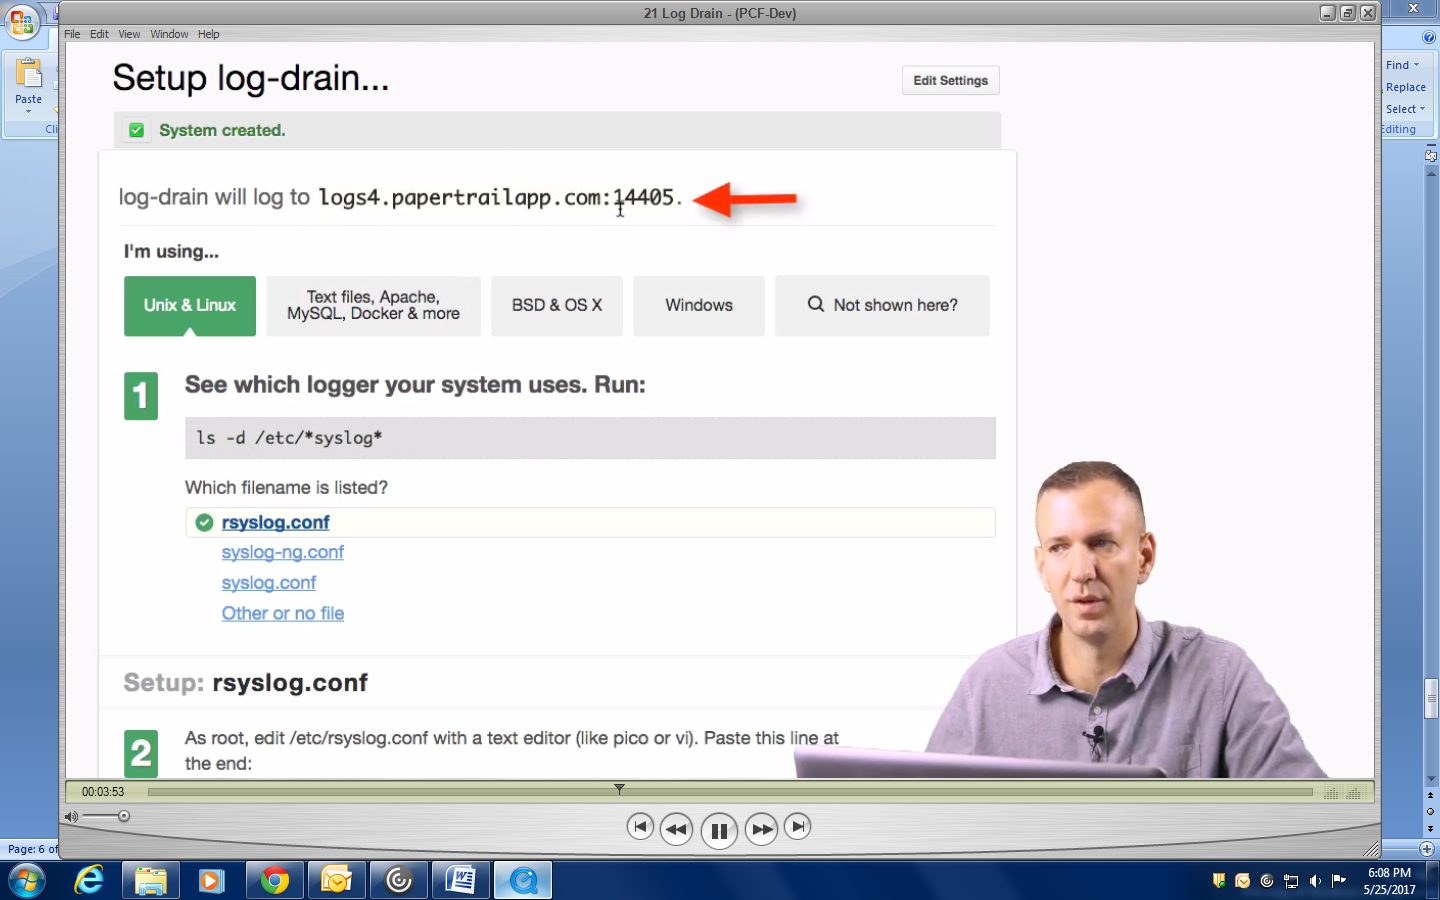 21 Log Drain - (PCF-Dev)
File Edit View Window Help
Paste
Find
Replace
Select
Editing
Setup log-drain...
Edit Settings
System created.
log-drain will log to logs4.papertrailapp.com:14405.
I'm using...
Unix & Linux
Text files, Apache,
MySQL, Docker & more
BSD & OS X
Windows
Not shown here?
1
See which logger your system uses. Run:
ls -d /etc/*syslog*
Which filename is listed?
rsyslog.conf
syslog-ng.conf
syslog.conf
Other or no file
Setup: rsyslog.conf
2
As root, edit /etc/rsyslog.conf with a text editor (like pico or vi). Paste this line at
the end:
00:03:53
Page: 6 of
6:08 PM
5/25/2017